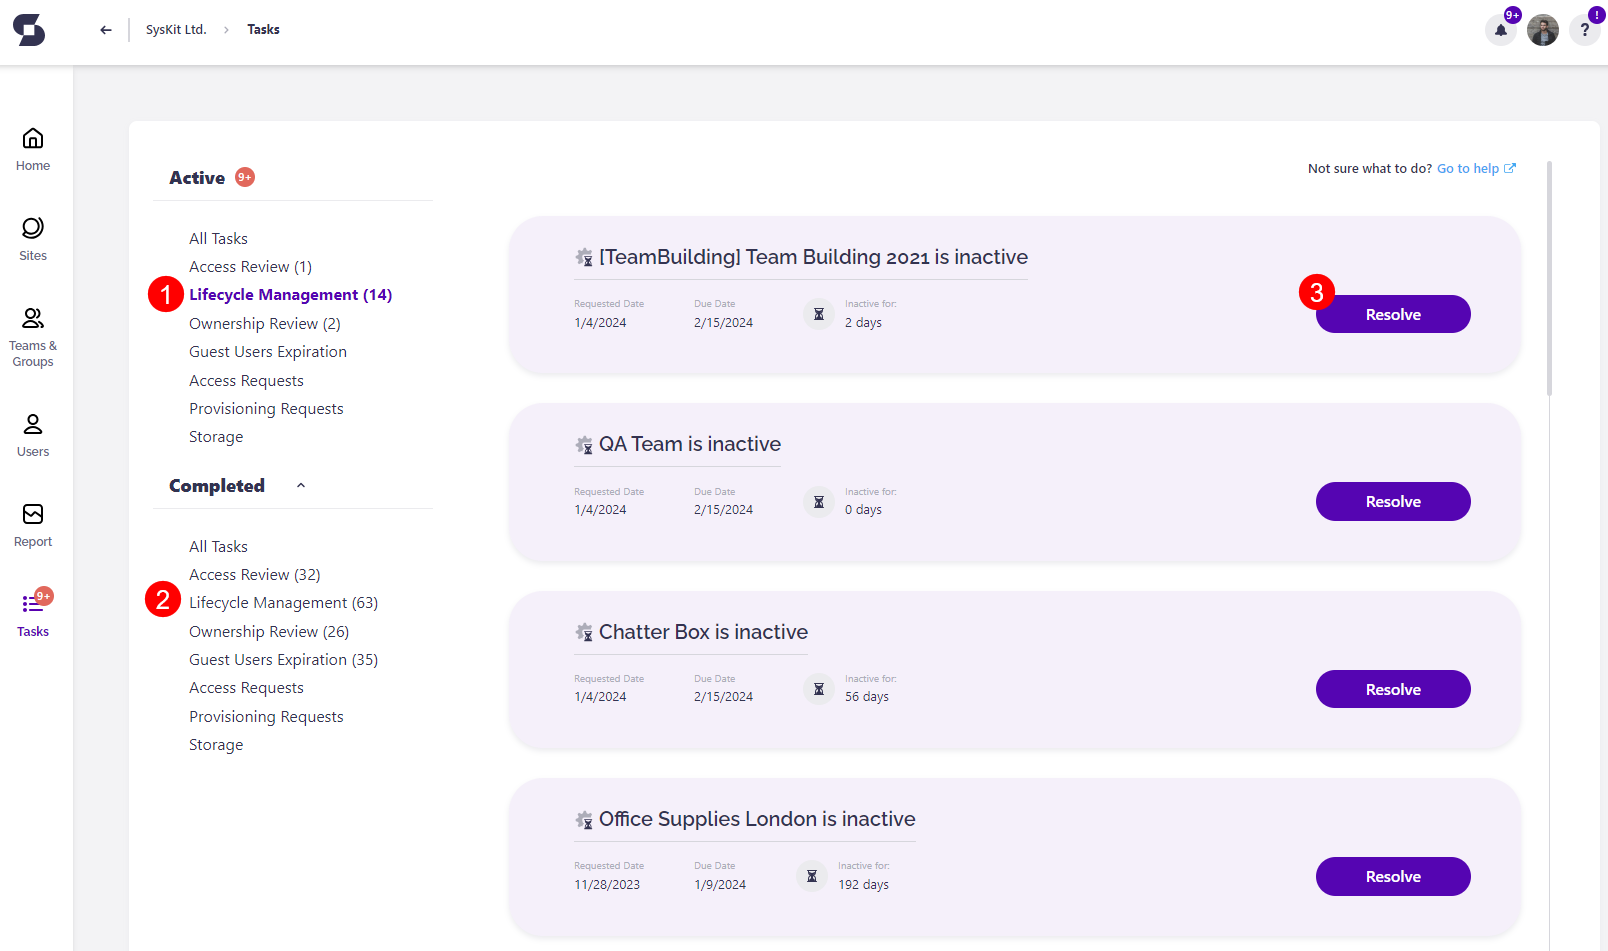 SysKit Ltd. > Tasks
9+
!
?
Home
Sites
Teams &
Groups
Users
Report
9+
Tasks
Active 9+
All Tasks
Access Review (1)
1 Lifecycle Management (14)
Ownership Review (2)
Guest Users Expiration
Access Requests
Provisioning Requests
Storage
Completed
All Tasks
Access Review (32)
2 Lifecycle Management (63)
Ownership Review (26)
Guest Users Expiration (35)
Access Requests
Provisioning Requests
Storage
Not sure what to do? Go to help
[TeamBuilding] Team Building 2021 is inactive
Requested Date Due Date Inactive for:
1/4/2024 2/15/2024 2 days
3
Resolve
QA Team is inactive
Requested Date Due Date Inactive for:
1/4/2024 2/15/2024 0 days
Resolve
Chatter Box is inactive
Requested Date Due Date Inactive for:
1/4/2024 2/15/2024 56 days
Resolve
Office Supplies London is inactive
Requested Date Due Date Inactive for:
11/28/2023 1/9/2024 192 days
Resolve